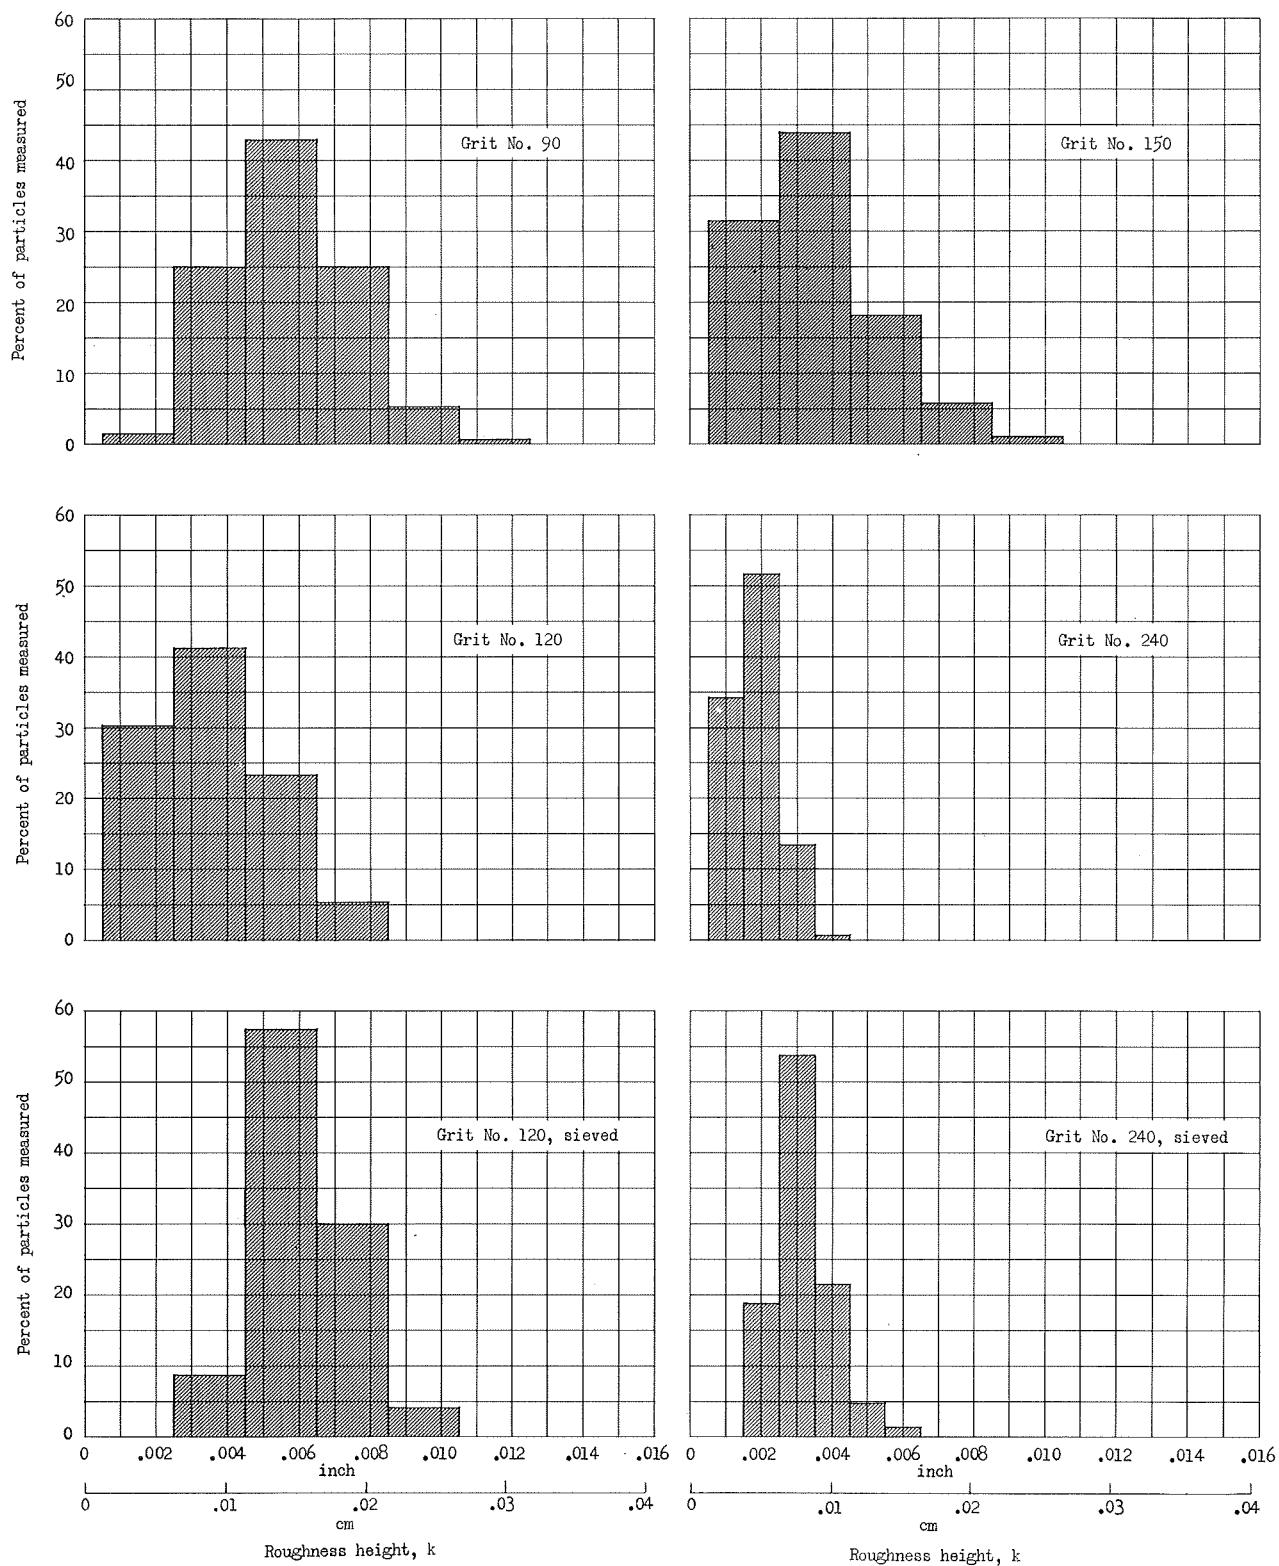 60
50
40
30
20
10
0
Percent of particles measured
Grit No. 90
Grit No. 150
60
50
40
30
20
10
0
Percent of particles measured
Grit No. 120
Grit No. 240
60
50
40
30
20
10
0
Percent of particles measured
Grit No. 120, sieved
Grit No. 240, sieved
0 .002 .004 .006 .008 .010 .012 .014 .016
inch
0 .01 .02 .03 .04
cm
Roughness height, k
0 .002 .004 .006 .008 .010 .012 .014 .016
inch
0 .01 .02 .03 .04
cm
Roughness height, k